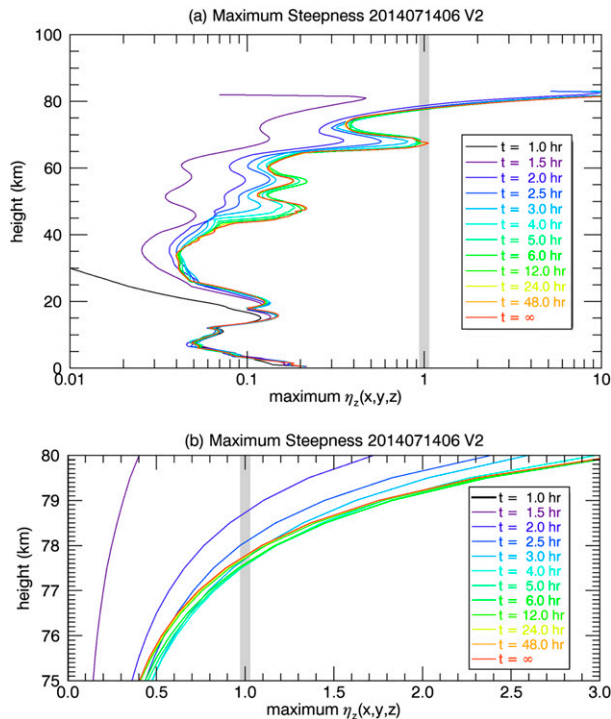 (a) Maximum Steepness 2014071406 V2
100
80
60
40
20
0
height (km)
0.01
0.1
1
10
maximum ηz(x,y,z)
t = 1.0 hr
t = 1.5 hr
t = 2.0 hr
t = 2.5 hr
t = 3.0 hr
t = 4.0 hr
t = 5.0 hr
t = 6.0 hr
t = 12.0 hr
t = 24.0 hr
t = 48.0 hr
t = ∞
(b) Maximum Steepness 2014071406 V2
80
79
78
77
76
75
height (km)
0.0
0.5
1.0
1.5
2.0
2.5
3.0
maximum ηz(x,y,z)
t = 1.0 hr
t = 1.5 hr
t = 2.0 hr
t = 2.5 hr
t = 3.0 hr
t = 4.0 hr
t = 5.0 hr
t = 6.0 hr
t = 12.0 hr
t = 24.0 hr
t = 48.0 hr
t = ∞